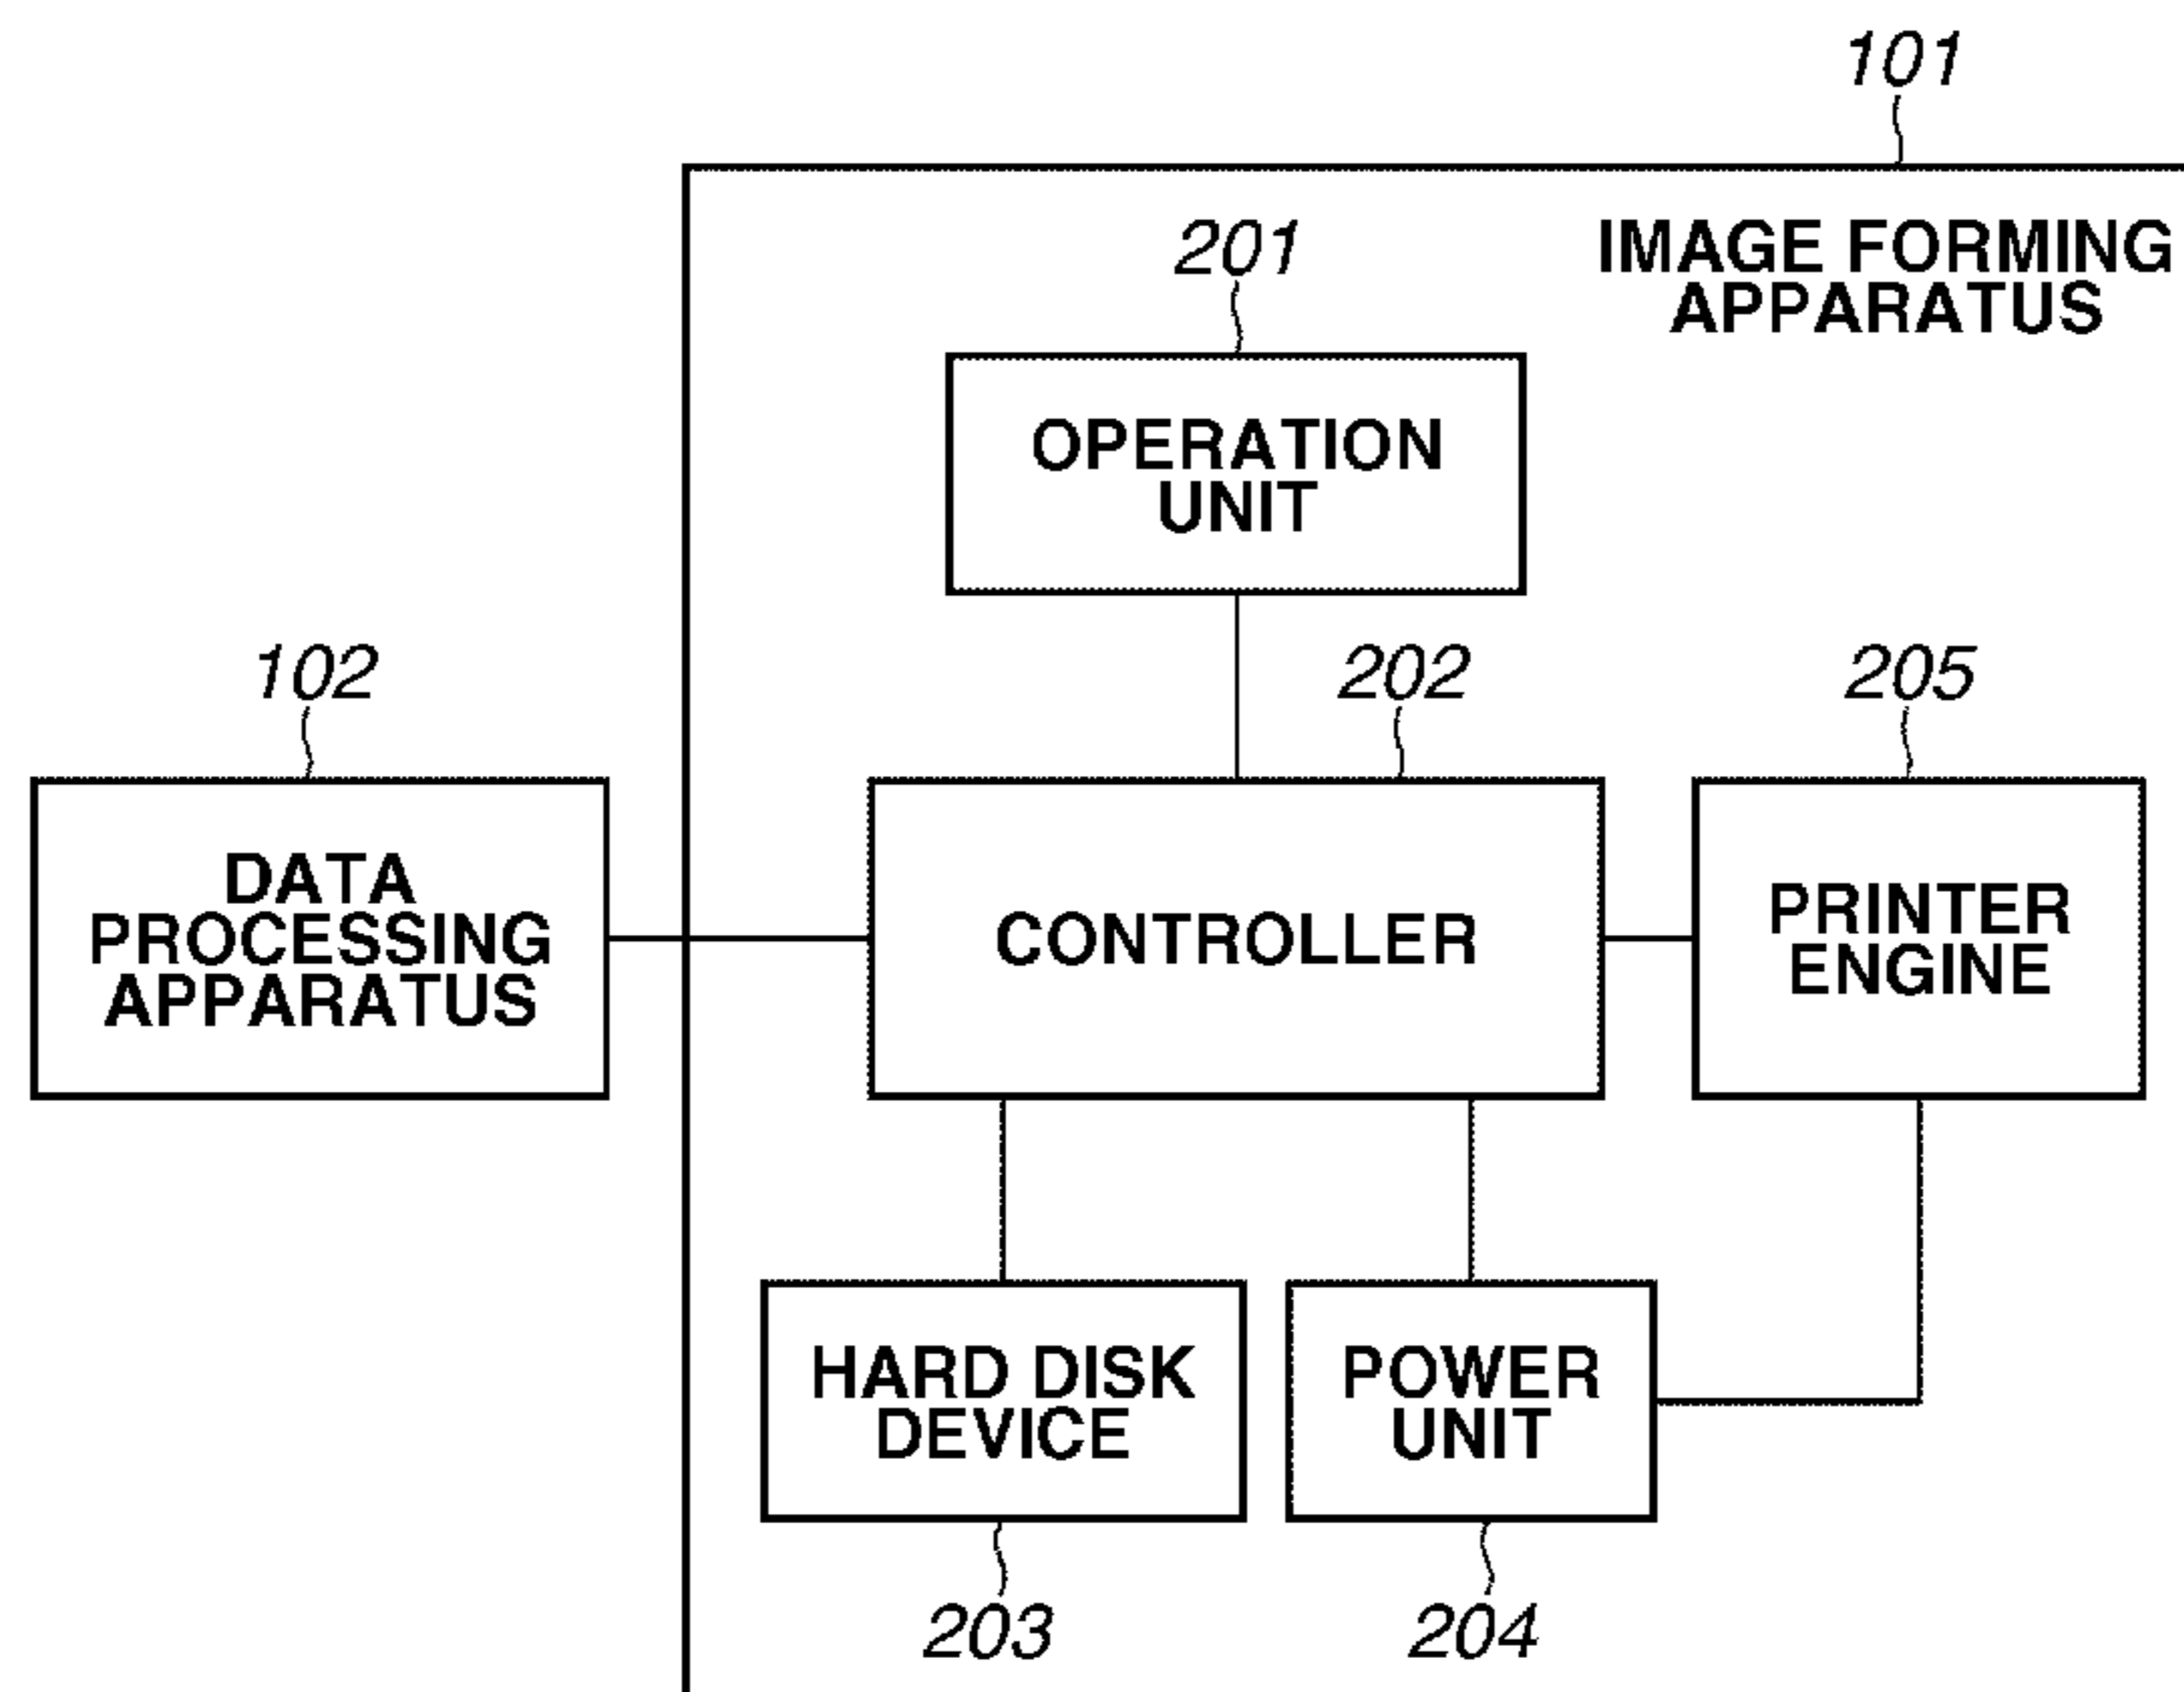 101
IMAGE FORMING
APPARATUS
201
OPERATION
UNIT
102
202
205
DATA
PROCESSING
APPARATUS
CONTROLLER
PRINTER
ENGINE
HARD DISK
DEVICE
POWER
UNIT
203
204